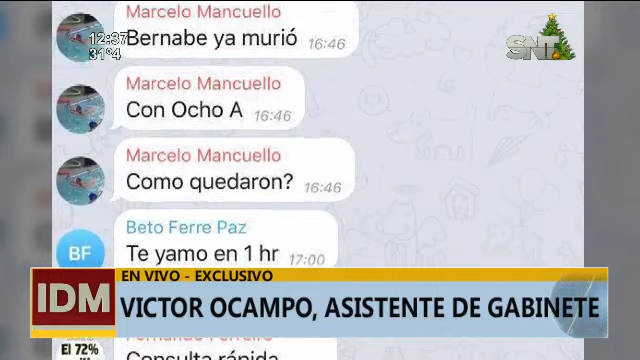 Marcelo Mancuello
Bernabe ya murió 16:46
12:37
31°4
SNT
Marcelo Mancuello
Con Ocho A 16:46
Marcelo Mancuello
Como quedaron? 16:46
Beto Ferre Paz
BF
Te yamo en 1 hr 17:00
EN VIVO - EXCLUSIVO
IDM
VICTOR OCAMPO, ASISTENTE DE GABINETE
El 72%
Consulta rápida